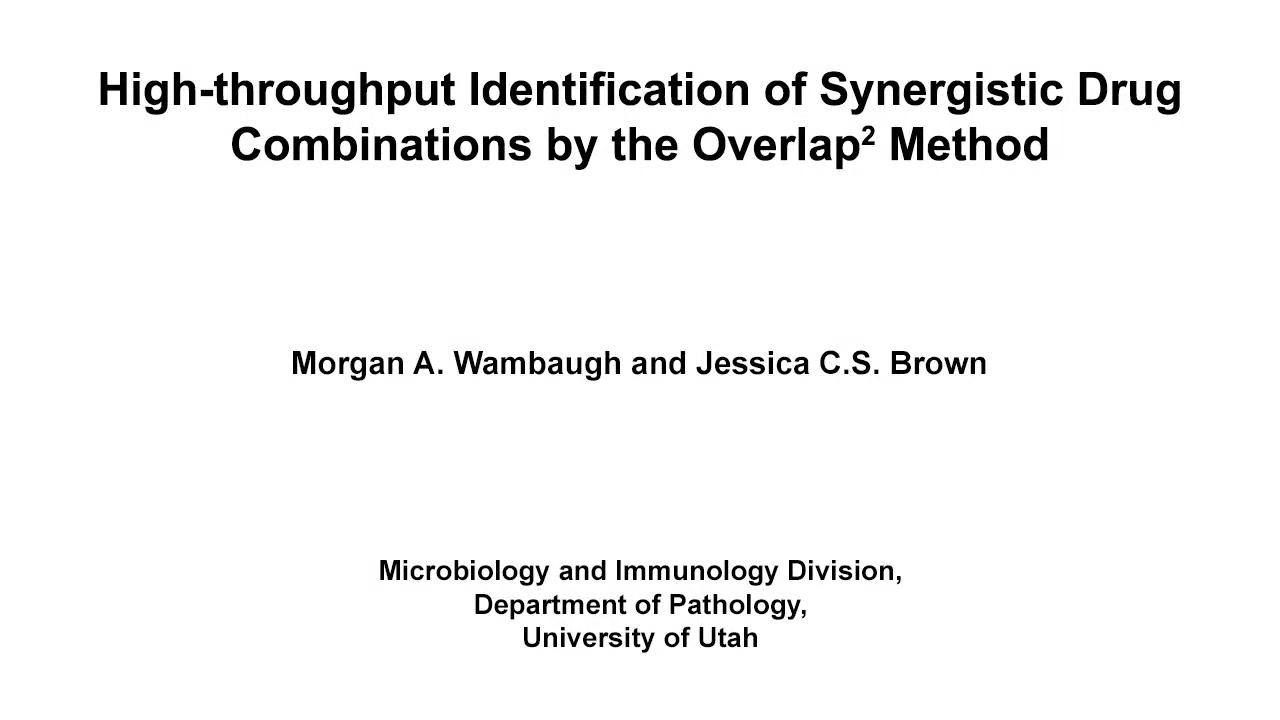 High-throughput Identification of Synergistic Drug
Combinations by the Overlap² Method
Morgan A. Wambaugh and Jessica C.S. Brown
Microbiology and Immunology Division,
Department of Pathology,
University of Utah